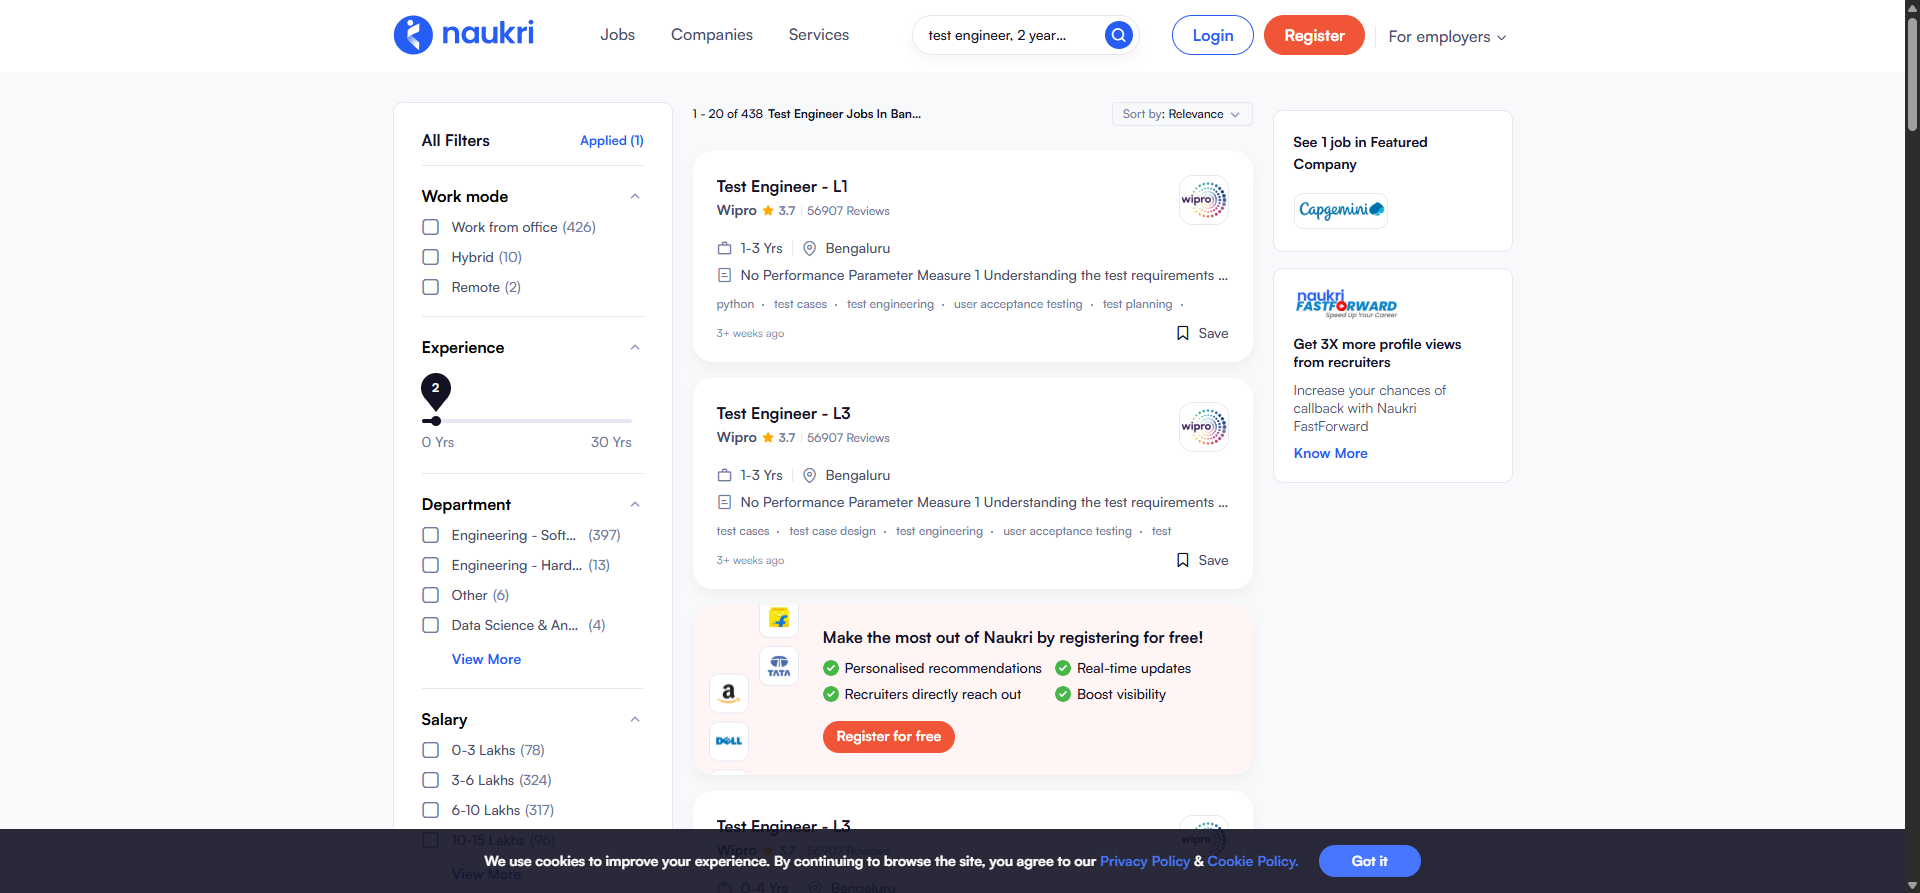 naukri
Jobs
Companies
Services
test engineer, 2 year...
Login
Register
For employers
All Filters
Applied (1)
Work mode
Work from office (426)
Hybrid (10)
Remote (2)
Experience
2
0 Yrs
30 Yrs
Department
Engineering - Soft... (397)
Engineering - Hard... (13)
Other (6)
Data Science & An... (4)
View More
Salary
0-3 Lakhs (78)
3-6 Lakhs (324)
6-10 Lakhs (317)
10-15 Lakhs (96)
View More
1 - 20 of 438 Test Engineer Jobs In Ban...
Sort by: Relevance
Test Engineer - L1
Wipro 3.7 56907 Reviews
wipro
1-3 Yrs
Bengaluru
No Performance Parameter Measure 1 Understanding the test requirements ...
python · test cases · test engineering · user acceptance testing · test planning ·
3+ weeks ago
Save
Test Engineer - L3
Wipro 3.7 56907 Reviews
wipro
1-3 Yrs
Bengaluru
No Performance Parameter Measure 1 Understanding the test requirements ...
test cases · test case design · test engineering · user acceptance testing · test
3+ weeks ago
Save
TATA
a
DELL
Make the most out of Naukri by registering for free!
Personalised recommendations
Real-time updates
Recruiters directly reach out
Boost visibility
Register for free
Test Engineer - L3
Wipro 3.7 56907 Reviews
wipro
0-4 Yrs
Bengaluru
See 1 job in Featured
Company
Capgemini
naukri
FASTFORWARD
Speed Up Your Career
Get 3X more profile views
from recruiters
Increase your chances of
callback with Naukri
FastForward
Know More
We use cookies to improve your experience. By continuing to browse the site, you agree to our Privacy Policy & Cookie Policy.
Got it